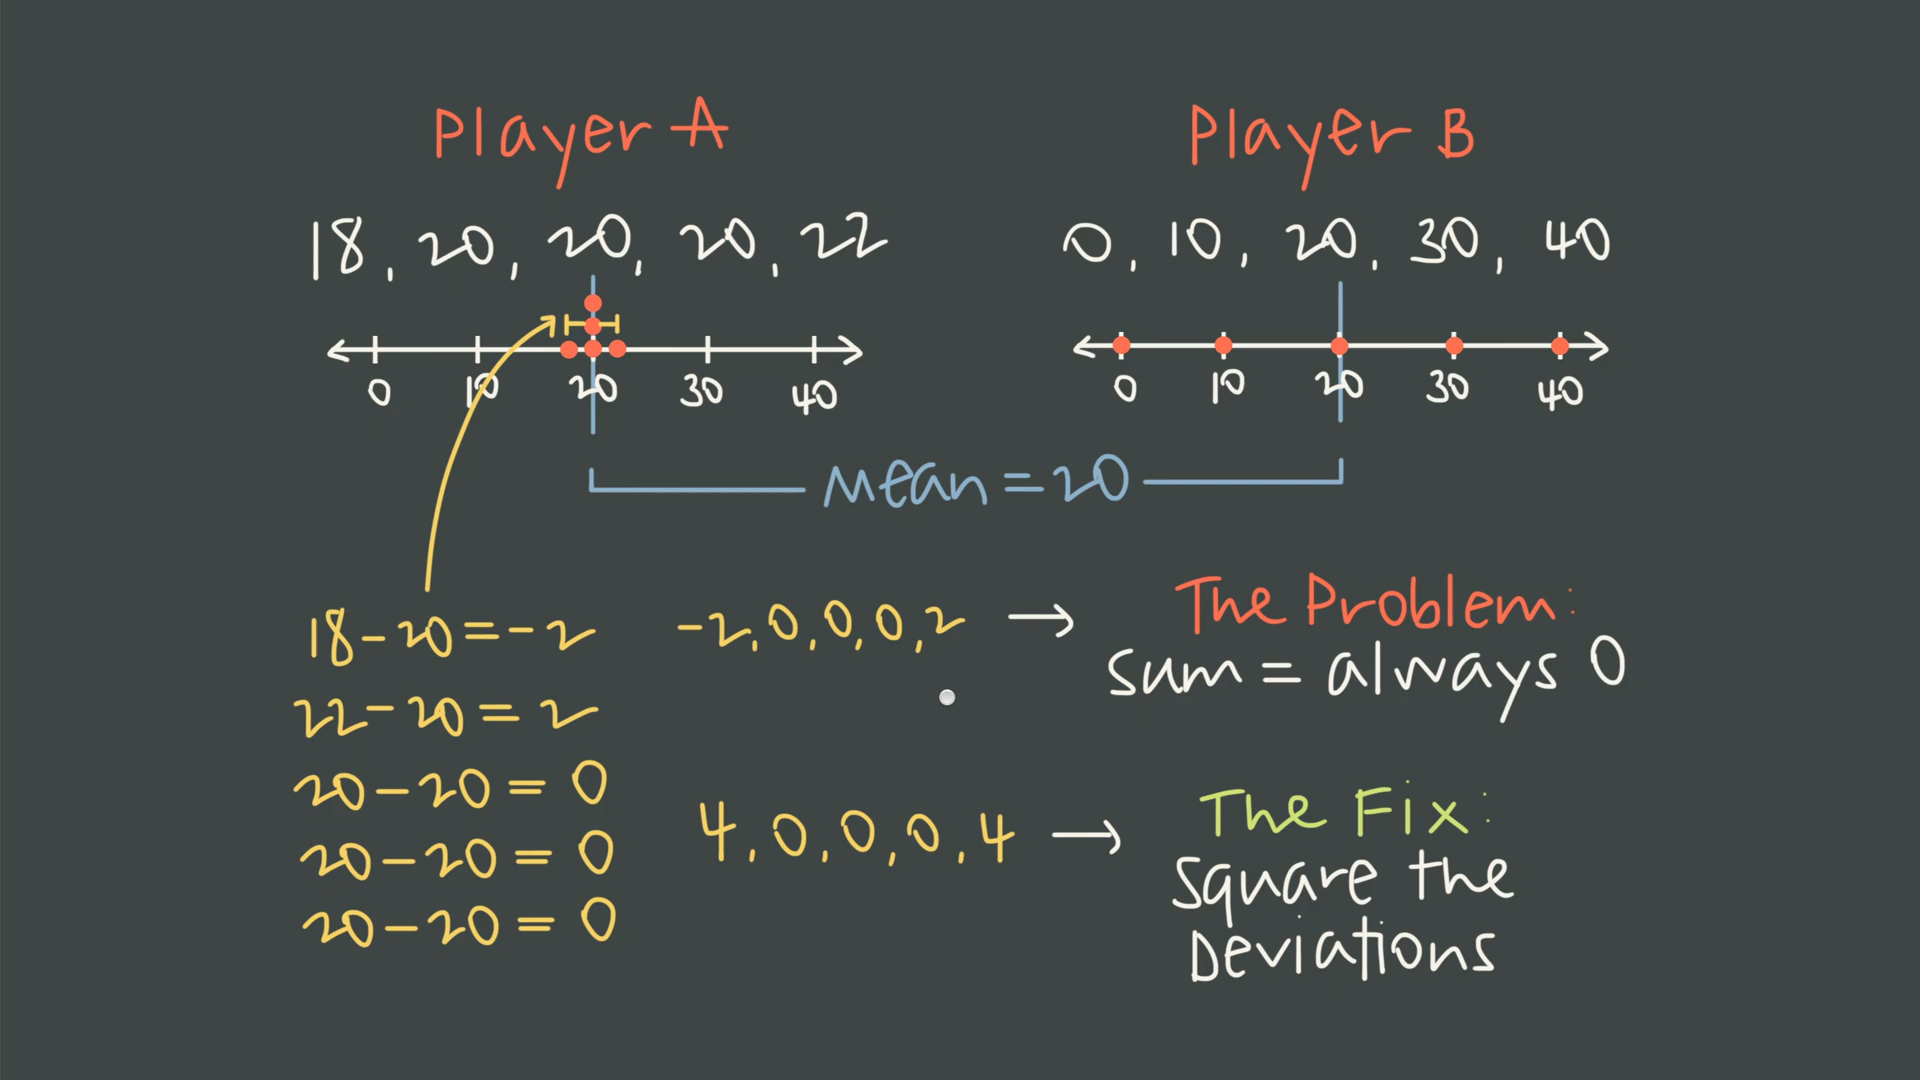 Player A
18, 20, 20, 20, 22
0 10 20 30 40
Player B
0, 10, 20, 30, 40
0 10 20 30 40
Mean = 20
18 - 20 = -2
22 - 20 = 2
20 - 20 = 0
20 - 20 = 0
20 - 20 = 0
-2, 0, 0, 0, 2
The Problem:
sum = always 0
4, 0, 0, 0, 4
The Fix:
Square the
Deviations